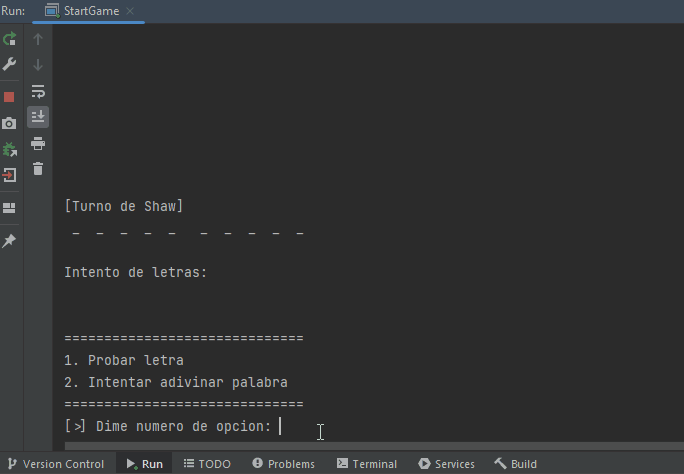 Run: StartGame
[Turno de Shaw]
_ _ _ _ _ _ _ _ _ _
Intento de letras:
==============================
1. Probar letra
2. Intentar adivinar palabra
==============================
[>] Dime numero de opcion:
Version Control Run TODO Problems Terminal Services Build